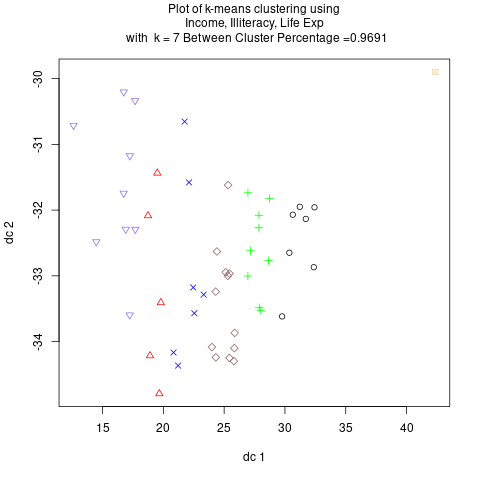 Plot of k-means clustering using
Income, Illiteracy, Life Exp
with k = 7 Between Cluster Percentage =0.9691
-30
-31
-32
-33
-34
dc 2
15 20 25 30 35 40
dc 1